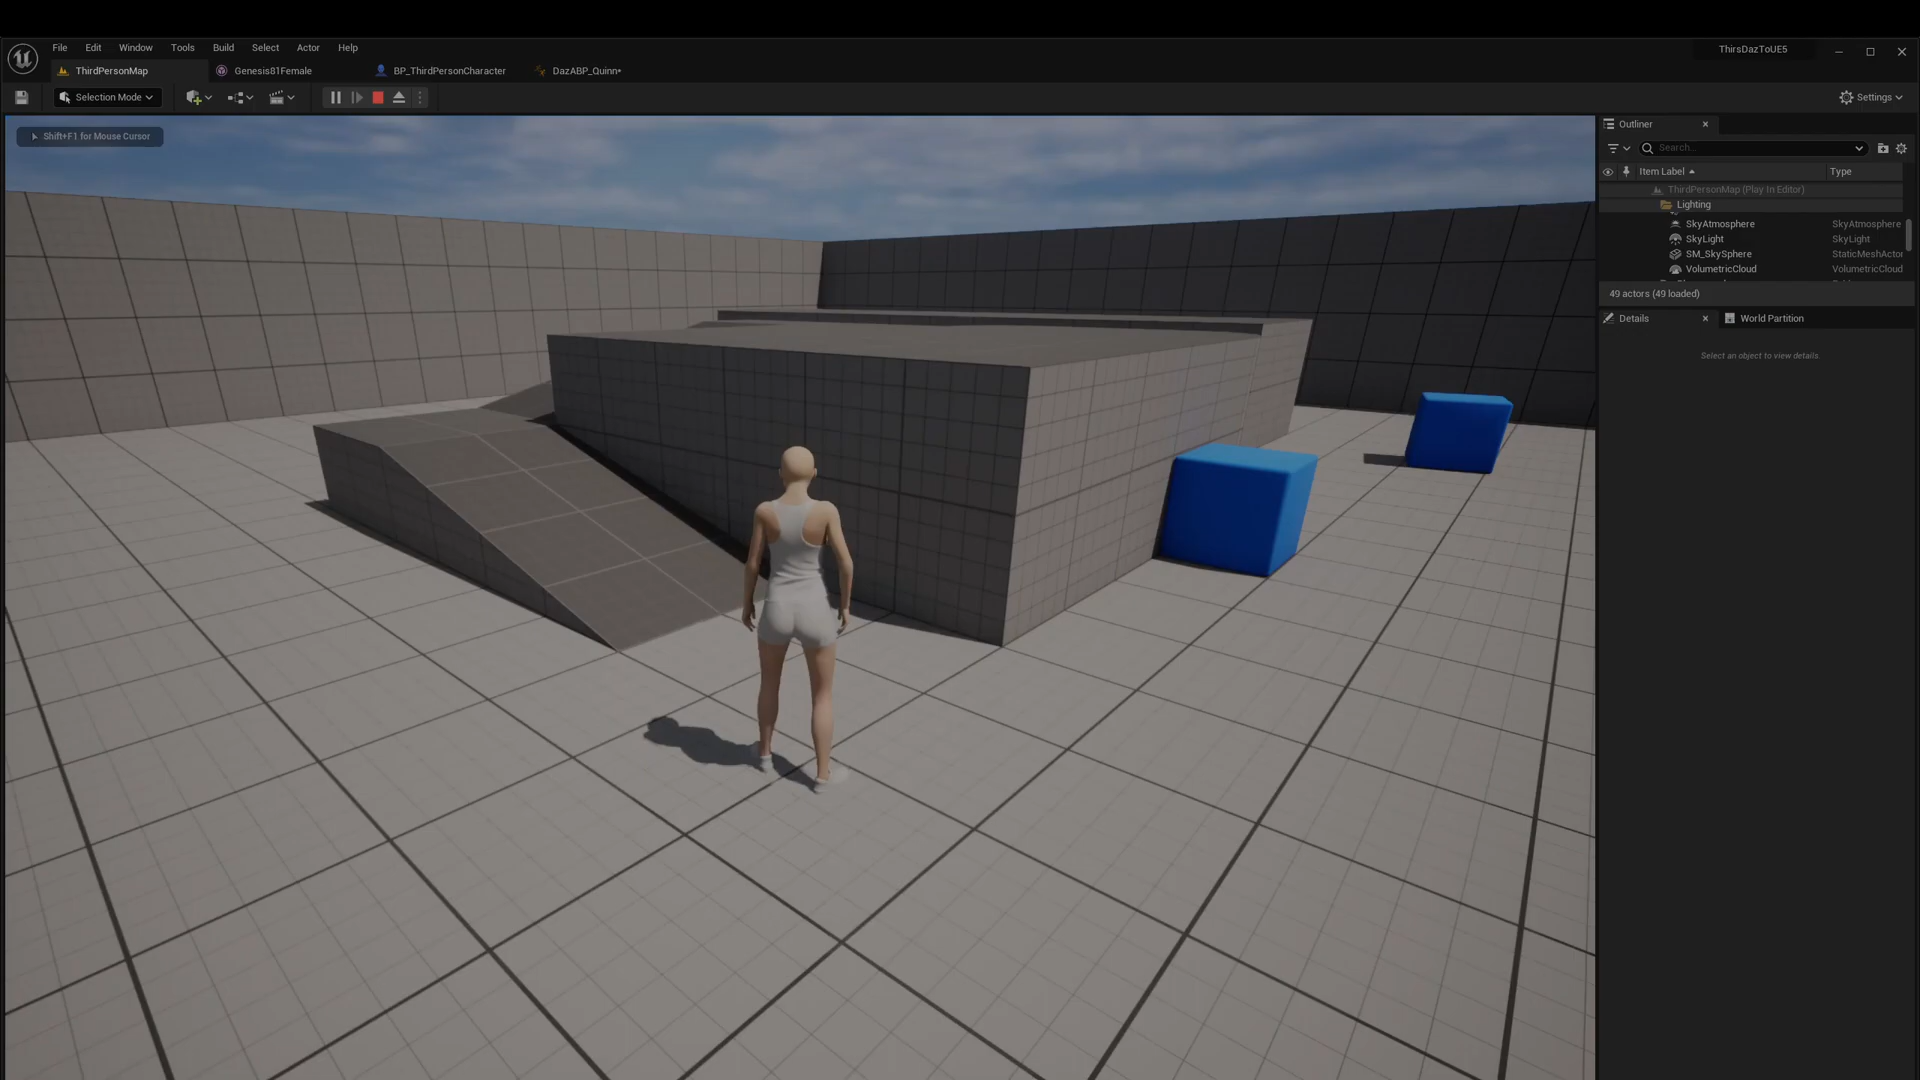 File Edit Window Tools Build Select Actor Help
ThirsDazToUE5
ThirdPersonMap Genesis81Female BP_ThirdPersonCharacter DazABP_Quinn*
Selection Mode Settings
Shift+F1 for Mouse Cursor
Outliner
Search...
Item Label Type
ThirdPersonMap (Play In Editor)
Lighting
SkyAtmosphere SkyAtmosphere
SkyLight SkyLight
SM_SkySphere StaticMeshActor
VolumetricCloud VolumetricCloud
49 actors (49 loaded)
Details World Partition
Select an object to view details.